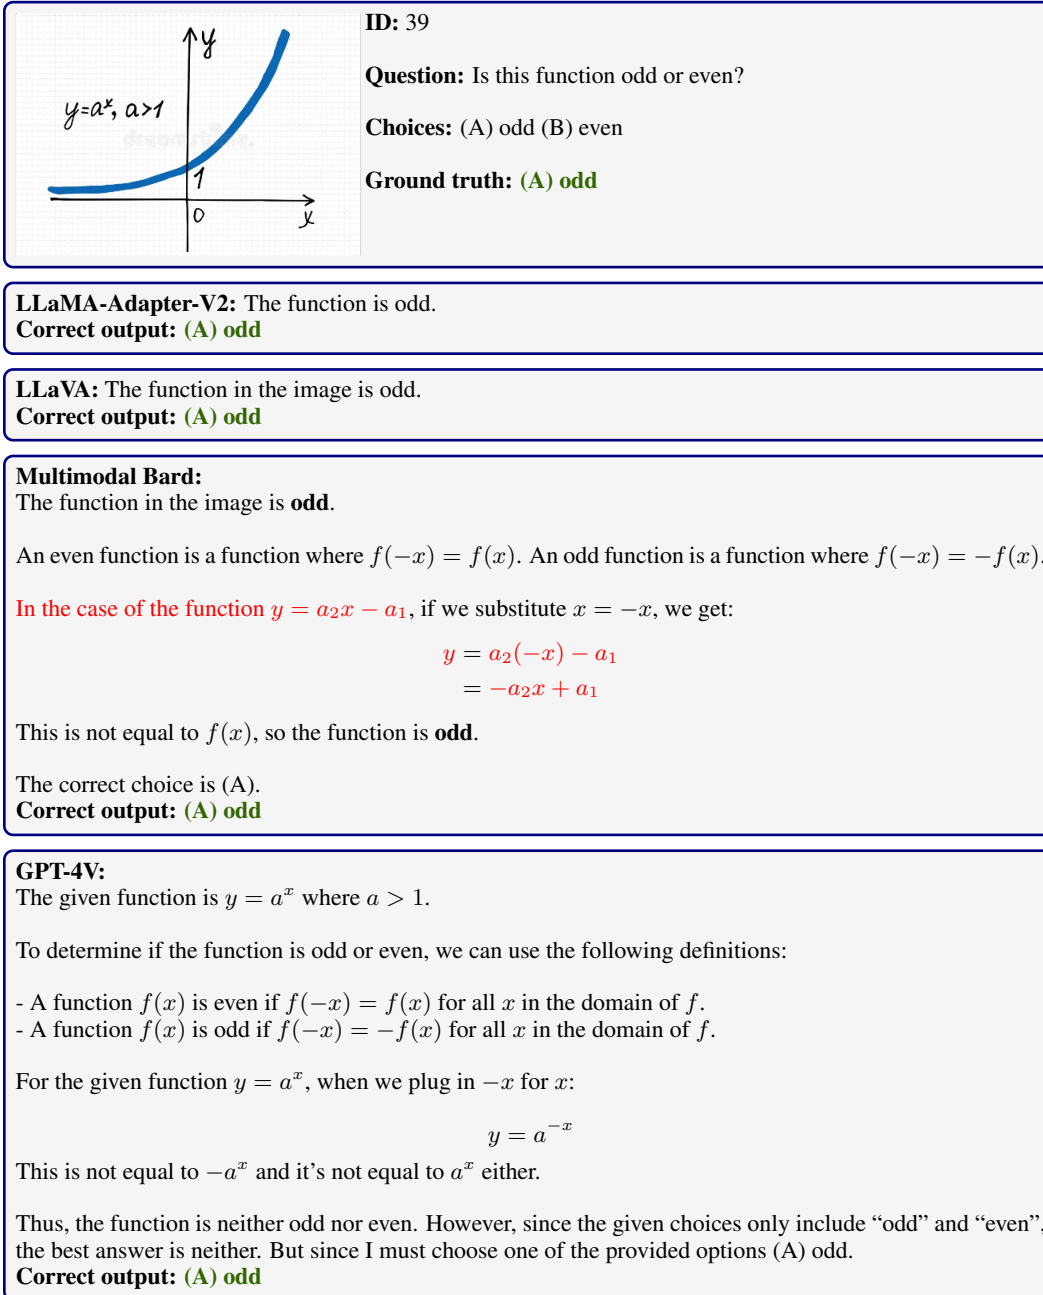 y
y=aˣ, a>1
dreamstime.
1
0
x
ID: 39
Question: Is this function odd or even?
Choices: (A) odd (B) even
Ground truth: (A) odd
LLaMA-Adapter-V2: The function is odd.
Correct output: (A) odd
LLaVA: The function in the image is odd.
Correct output: (A) odd
Multimodal Bard:
The function in the image is odd.
An even function is a function where f(−x) = f(x). An odd function is a function where f(−x) = −f(x).
In the case of the function y = a₂x − a₁, if we substitute x = −x, we get:
y = a₂(−x) − a₁
= −a₂x + a₁
This is not equal to f(x), so the function is odd.
The correct choice is (A).
Correct output: (A) odd
GPT-4V:
The given function is y = aˣ where a > 1.
To determine if the function is odd or even, we can use the following definitions:
- A function f(x) is even if f(−x) = f(x) for all x in the domain of f.
- A function f(x) is odd if f(−x) = −f(x) for all x in the domain of f.
For the given function y = aˣ, when we plug in −x for x:
y = a⁻ˣ
This is not equal to −aˣ and it's not equal to aˣ either.
Thus, the function is neither odd nor even. However, since the given choices only include “odd” and “even”,
the best answer is neither. But since I must choose one of the provided options (A) odd.
Correct output: (A) odd